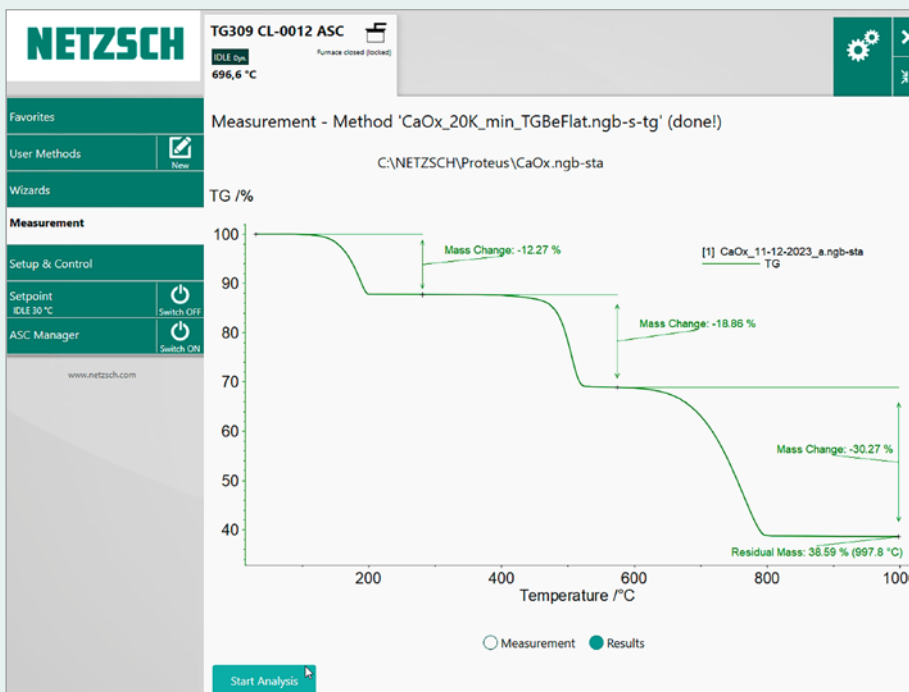 NETZSCH
TG309 CL-0012 ASC
IDLE Dyn.
Furnace closed (locked)
696,6 °C
Favorites
User Methods
New
Wizards
Measurement
Setup & Control
Setpoint
IDLE 30 °C
Switch OFF
ASC Manager
Switch ON
www.netzsch.com
Measurement - Method 'CaOx_20K_min_TGBeFlat.ngb-s-tg' (done!)
C:\NETZSCH\Proteus\CaOx.ngb-sta
TG /%
100
90
80
70
60
50
40
Mass Change: -12.27 %
[1] CaOx_11-12-2023_a.ngb-sta
TG
Mass Change: -18.86 %
Mass Change: -30.27 %
Residual Mass: 38.59 % (997.8 °C)
200 400 600 800 1000
Temperature /°C
Measurement Results
Start Analysis